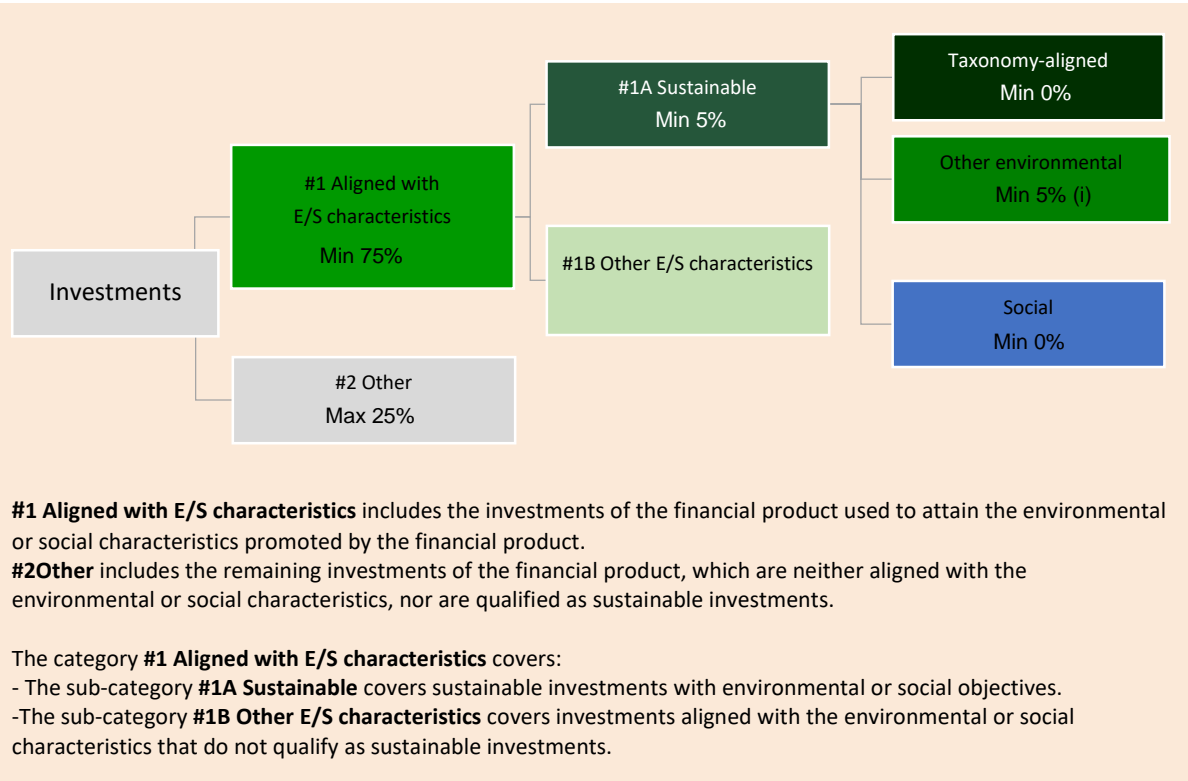 Investments
#1 Aligned with
E/S characteristics
Min 75%
#2 Other
Max 25%
#1A Sustainable
Min 5%
#1B Other E/S characteristics
Taxonomy-aligned
Min 0%
Other environmental
Min 5% (i)
Social
Min 0%
#1 Aligned with E/S characteristics includes the investments of the financial product used to attain the environmental
or social characteristics promoted by the financial product.
#2Other includes the remaining investments of the financial product, which are neither aligned with the
environmental or social characteristics, nor are qualified as sustainable investments.
The category #1 Aligned with E/S characteristics covers:
- The sub-category #1A Sustainable covers sustainable investments with environmental or social objectives.
-The sub-category #1B Other E/S characteristics covers investments aligned with the environmental or social
characteristics that do not qualify as sustainable investments.